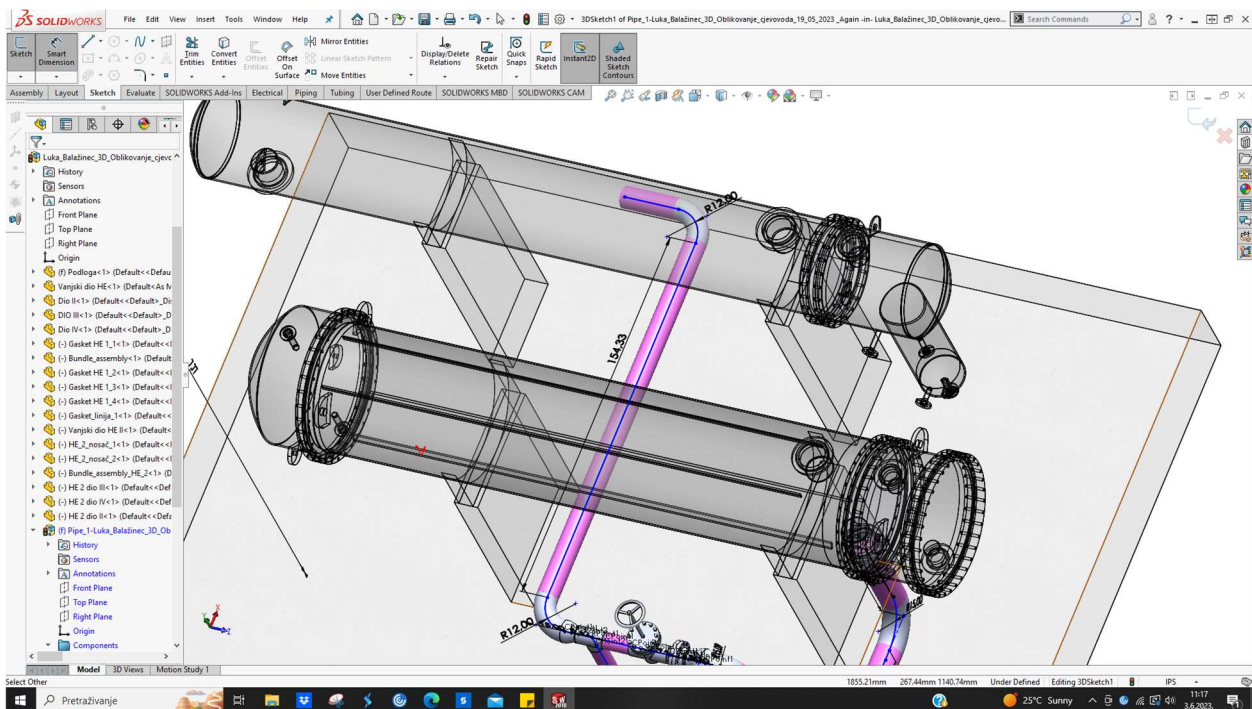 SOLIDWORKS File Edit View Insert Tools Window Help 3DSketch1 of Pipe_1-Luka_Balažinec_3D_Oblikovanje_cjevovoda_19_05_2023 _Again -in- Luka_Balažinec_3D_Oblikovanje_cjevo... Search Commands
Sketch
Smart Dimension
Trim Entities
Convert Entities
Offset Entities
Offset On Surface
Mirror Entities
Linear Sketch Pattern
Move Entities
Display/Delete Relations
Repair Sketch
Quick Snaps
Rapid Sketch
Instant2D
Shaded Sketch Contours
Assembly Layout Sketch Evaluate SOLIDWORKS Add-Ins Electrical Piping Tubing User Defined Route SOLIDWORKS MBD SOLIDWORKS CAM
Luka_Balažinec_3D_Oblikovanje_cjevc
History
Sensors
Annotations
Front Plane
Top Plane
Right Plane
Origin
(f) Podloga<1> (Default<<Defau
Vanjski dio HE<1> (Default<As M
Dio II<1> (Default<<Default>_Di
DIO III<1> (Default<<Default>_D
Dio IV<1> (Default<<Default>_D
(-) Gasket HE 1_1<1> (Default<<I
(-) Bundle_assembly<1> (Default
(-) Gasket HE 1_2<1> (Default<<I
(-) Gasket HE 1_3<1> (Default<<I
(-) Gasket HE 1_4<1> (Default<<I
(-) Gasket_linija_1<1> (Default<<
(-) Vanjski dio HE II<1> (Default<
(-) HE_2_nosač_1<1> (Default<<I
(-) HE_2_nosač_2<1> (Default<<I
(-) Bundle_assembly_HE_2<1> (D
(-) HE 2 dio III<1> (Default<<Def
(-) HE 2 dio IV<1> (Default<<Def
(-) HE 2 dio II<1> (Default<<Defa
(f) Pipe_1-Luka_Balažinec_3D_Ob
History
Sensors
Annotations
Front Plane
Top Plane
Right Plane
Origin
Components
R12.00
154.33
R12.00
R15.00
X
Y
Z
Model 3D Views Motion Study 1
Select Other 1855.21mm 267.44mm 1140.74mm Under Defined Editing 3DSketch1 IPS
Pretraživanje 25°C Sunny 11:17
3.6.2023.